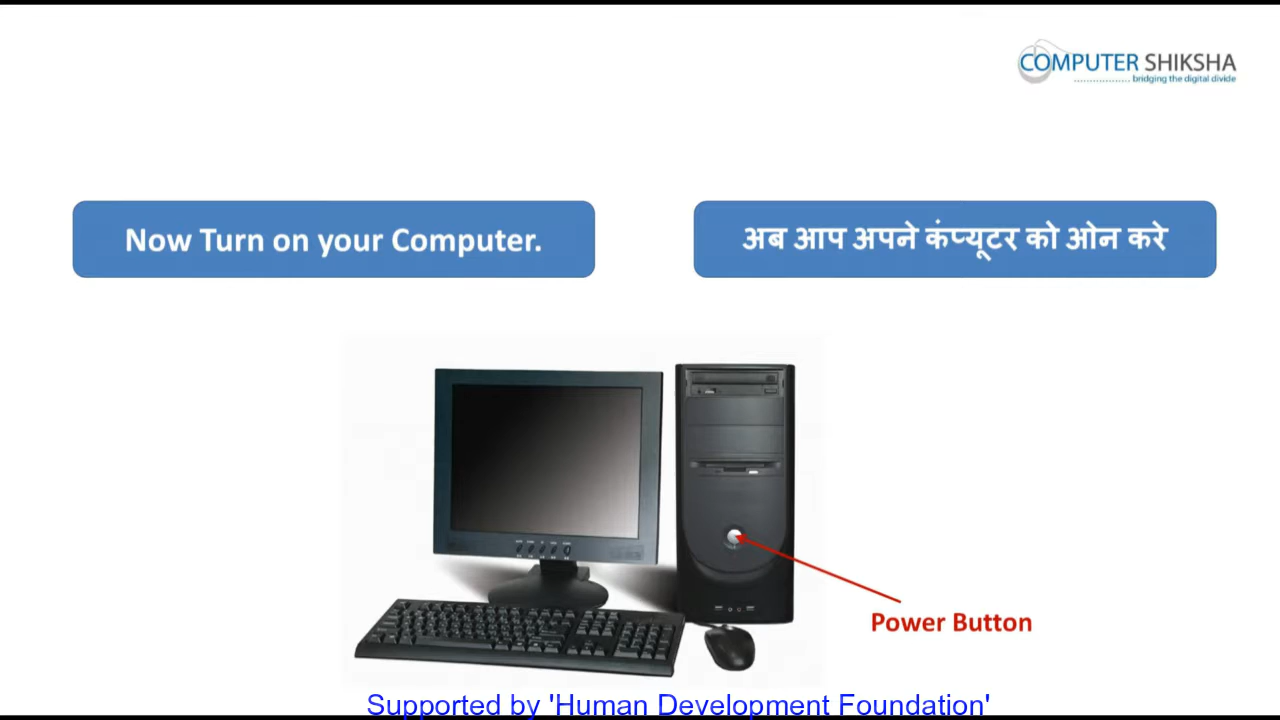 COMPUTER SHIKSHA
.................. bridging the digital divide
Now Turn on your Computer.
अब आप अपने कंप्यूटर को ओन करे
Power Button
Supported by 'Human Development Foundation'